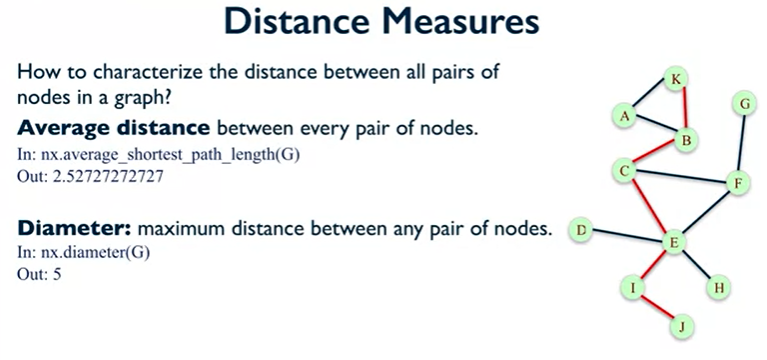 Distance Measures
How to characterize the distance between all pairs of
nodes in a graph?
Average distance between every pair of nodes.
In: nx.average_shortest_path_length(G)
Out: 2.52727272727
Diameter: maximum distance between any pair of nodes.
In: nx.diameter(G)
Out: 5
K
G
A
B
C
F
D
E
I
H
J